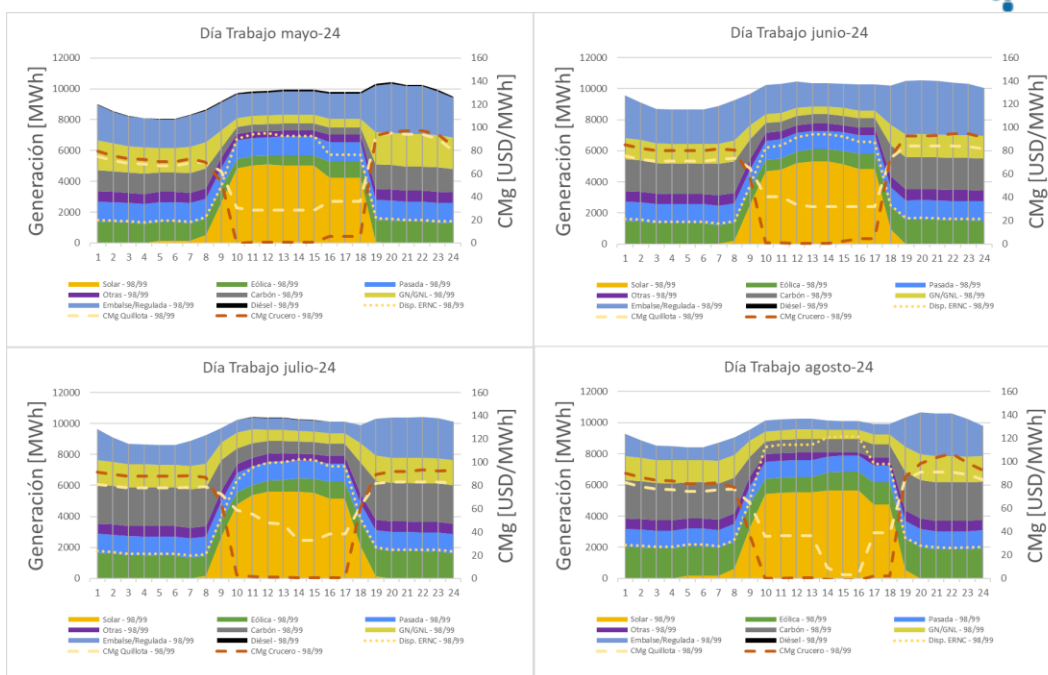 Día Trabajo mayo-24
12000 160
10000 140
8000 120
6000 100
4000 80
2000 60
0 40
20
0
Generación [MWh]
CMg [USD/MWh]
1 2 3 4 5 6 7 8 9 10 11 12 13 14 15 16 17 18 19 20 21 22 23 24
Solar - 98/99 Eólica - 98/99 Pasada - 98/99
Otras - 98/99 Carbón - 98/99 GN/GNL - 98/99
Embalse/Regulada - 98/99 Diésel - 98/99 Disp. ERNC - 98/99
CMg Quillota - 98/99 CMg Crucero - 98/99
Día Trabajo junio-24
12000 160
10000 140
8000 120
6000 100
4000 80
2000 60
0 40
20
0
Generación [MWh]
CMg [USD/MWh]
1 2 3 4 5 6 7 8 9 10 11 12 13 14 15 16 17 18 19 20 21 22 23 24
Solar - 98/99 Eólica - 98/99 Pasada - 98/99
Otras - 98/99 Carbón - 98/99 GN/GNL - 98/99
Embalse/Regulada - 98/99 Diésel - 98/99 Disp. ERNC - 98/99
CMg Quillota - 98/99 CMg Crucero - 98/99
Día Trabajo julio-24
12000 160
10000 140
8000 120
6000 100
4000 80
2000 60
0 40
20
0
Generación [MWh]
CMg [USD/MWh]
1 2 3 4 5 6 7 8 9 10 11 12 13 14 15 16 17 18 19 20 21 22 23 24
Solar - 98/99 Eólica - 98/99 Pasada - 98/99
Otras - 98/99 Carbón - 98/99 GN/GNL - 98/99
Embalse/Regulada - 98/99 Diésel - 98/99 Disp. ERNC - 98/99
CMg Quillota - 98/99 CMg Crucero - 98/99
Día Trabajo agosto-24
12000 160
10000 140
8000 120
6000 100
4000 80
2000 60
0 40
20
0
Generación [MWh]
CMg [USD/MWh]
1 2 3 4 5 6 7 8 9 10 11 12 13 14 15 16 17 18 19 20 21 22 23 24
Solar - 98/99 Eólica - 98/99 Pasada - 98/99
Otras - 98/99 Carbón - 98/99 GN/GNL - 98/99
Embalse/Regulada - 98/99 Diésel - 98/99 Disp. ERNC - 98/99
CMg Quillota - 98/99 CMg Crucero - 98/99